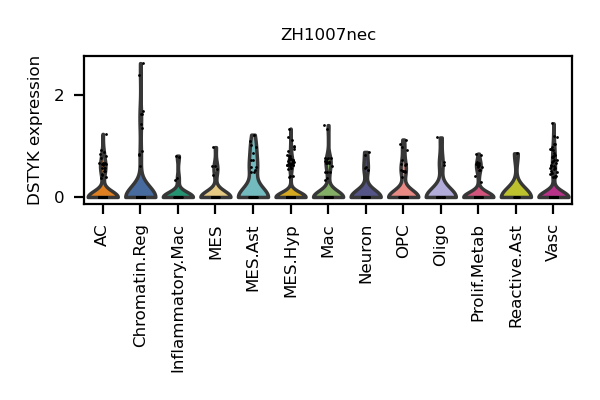 ZH1007nec
DSTYK expression
2
0
AC
Chromatin.Reg
Inflammatory.Mac
MES
MES.Ast
MES.Hyp
Mac
Neuron
OPC
Oligo
Prolif.Metab
Reactive.Ast
Vasc